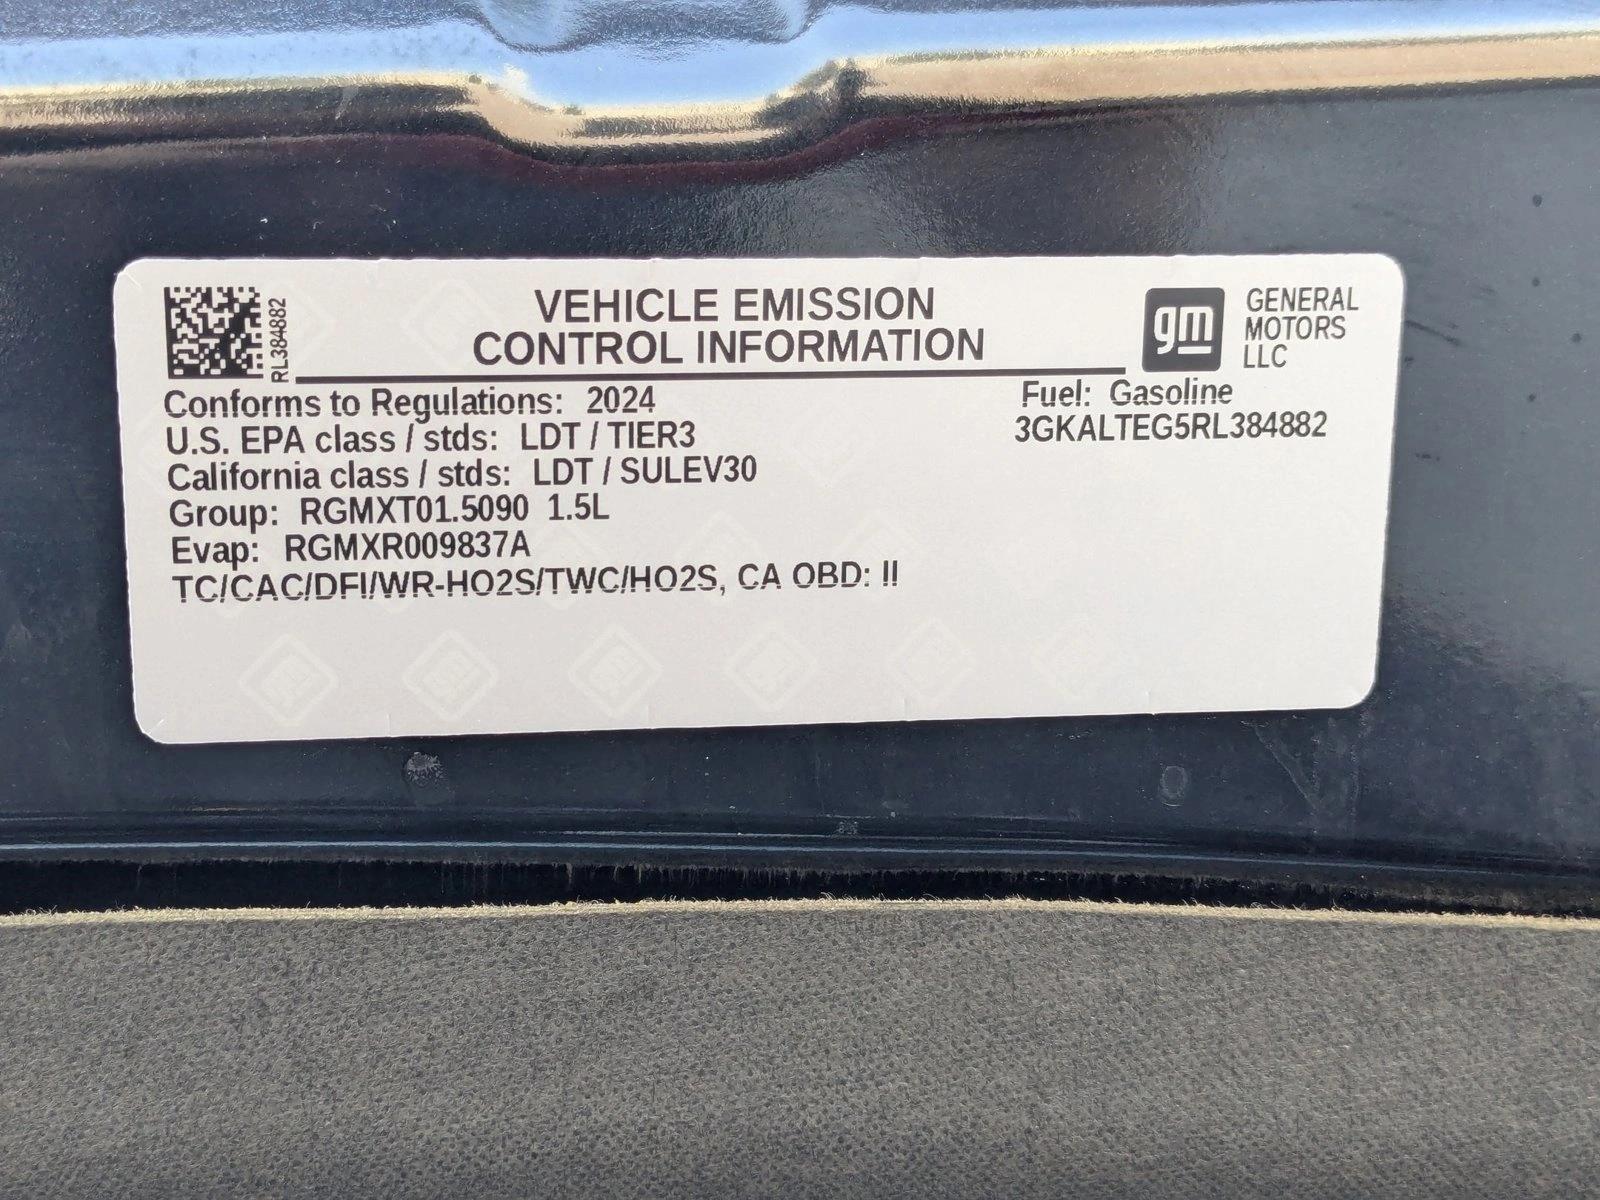 RL384882
VEHICLE EMISSION
CONTROL INFORMATION
gm
GENERAL
MOTORS
LLC
Conforms to Regulations: 2024
U.S. EPA class / stds: LDT / TIER3
California class / stds: LDT / SULEV30
Group: RGMXT01.5090 1.5L
Evap: RGMXR009837A
TC/CAC/DFI/WR-HO2S/TWC/HO2S, CA OBD: II
Fuel: Gasoline
3GKALTEG5RL384882